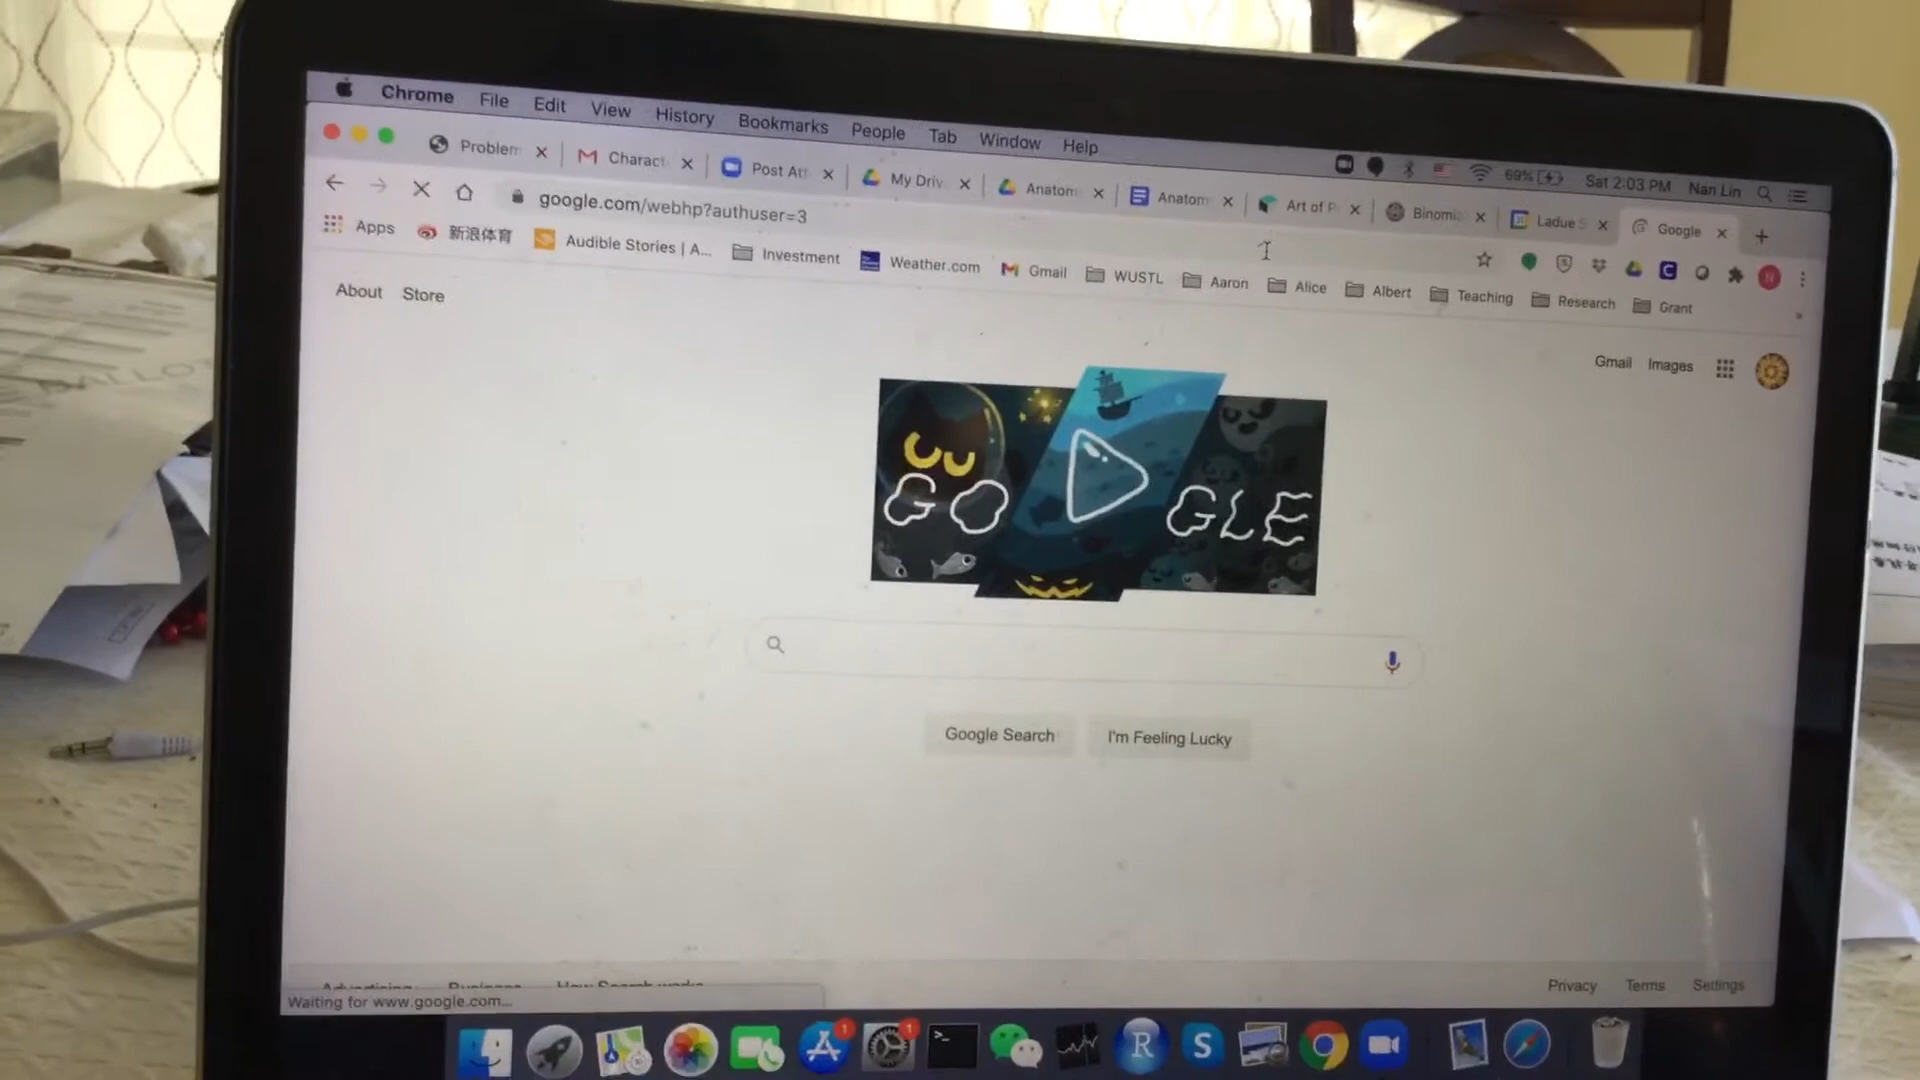 Chrome File Edit View History Bookmarks People Tab Window Help
69% Sat 2:03 PM Nan Lin
Problem Charact Post Att My Driv Anatom Anatom Art of P Binomia Ladue S Google
google.com/webhp?authuser=3
Apps 新浪体育 Audible Stories | A... Investment Weather.com Gmail WUSTL Aaron Alice Albert Teaching Research Grant
About Store
Gmail Images
GO GLE
Google Search I'm Feeling Lucky
Privacy Terms Settings
Waiting for www.google.com...